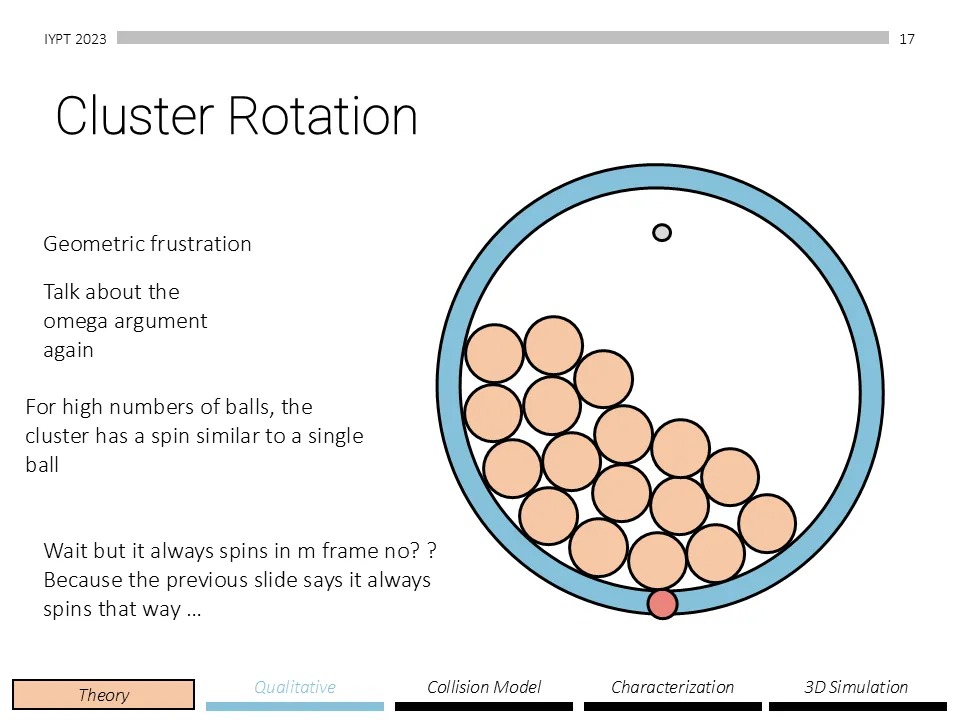 IYPT 2023
17
Cluster Rotation
Geometric frustration
Talk about the
omega argument
again
For high numbers of balls, the
cluster has a spin similar to a single
ball
Wait but it always spins in m frame no? ?
Because the previous slide says it always
spins that way …
Theory
Qualitative
Collision Model
Characterization
3D Simulation